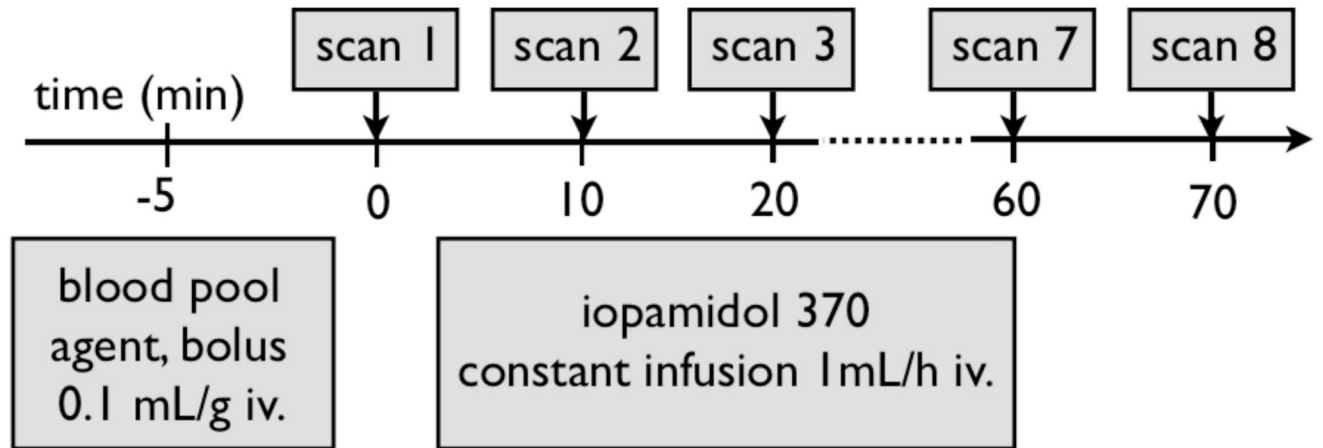 scan 1
scan 2
scan 3
scan 7
scan 8
time (min)
-5
0
10
20
60
70
blood pool
agent, bolus
0.1 mL/g iv.
iopamidol 370
constant infusion 1mL/h iv.